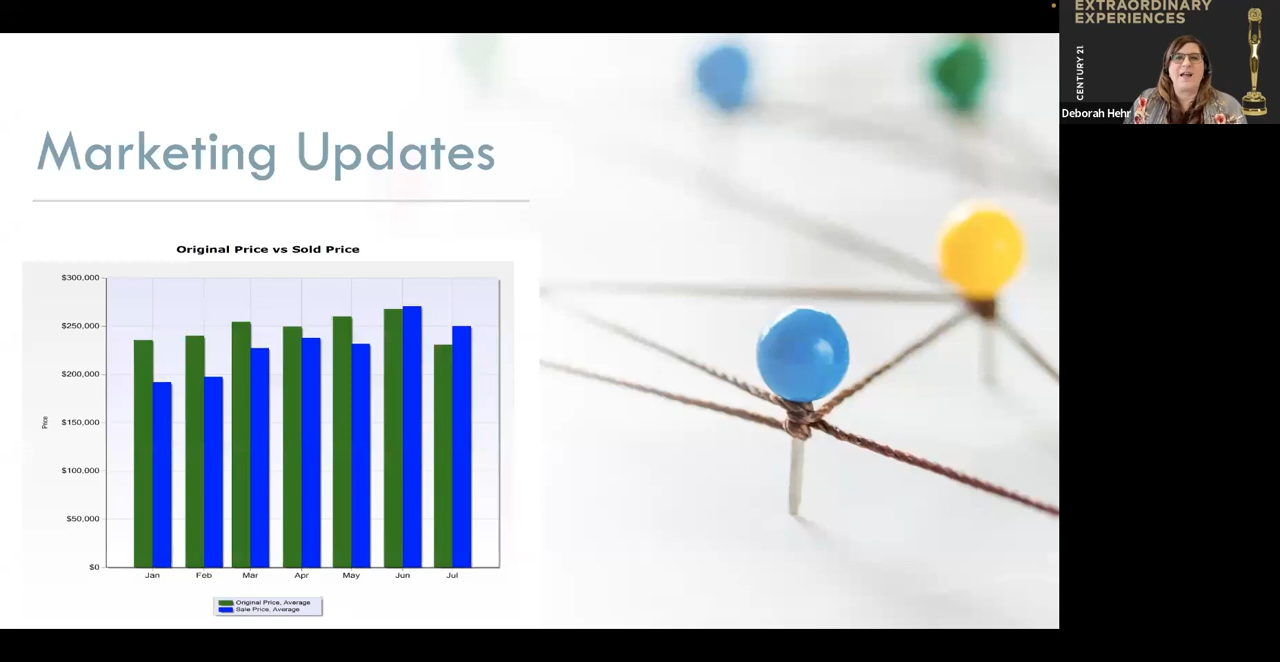 Marketing Updates
Original Price vs Sold Price
$300,000
$250,000
$200,000
$150,000
$100,000
$50,000
$0
Price
Jan Feb Mar Apr May Jun Jul
Original Price, Average
Sale Price, Average
EXTRAORDINARY
EXPERIENCES
CENTURY 21
Deborah Hehr